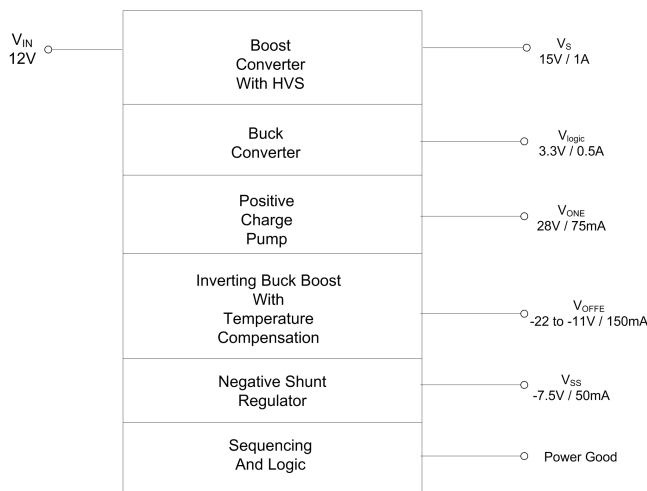 V_IN
12V
Boost
Converter
With HVS
V_S
15V / 1A
Buck
Converter
V_logic
3.3V / 0.5A
Positive
Charge
Pump
V_ONE
28V / 75mA
Inverting Buck Boost
With
Temperature
Compensation
V_OFFE
-22 to -11V / 150mA
Negative Shunt
Regulator
V_SS
-7.5V / 50mA
Sequencing
And Logic
Power Good